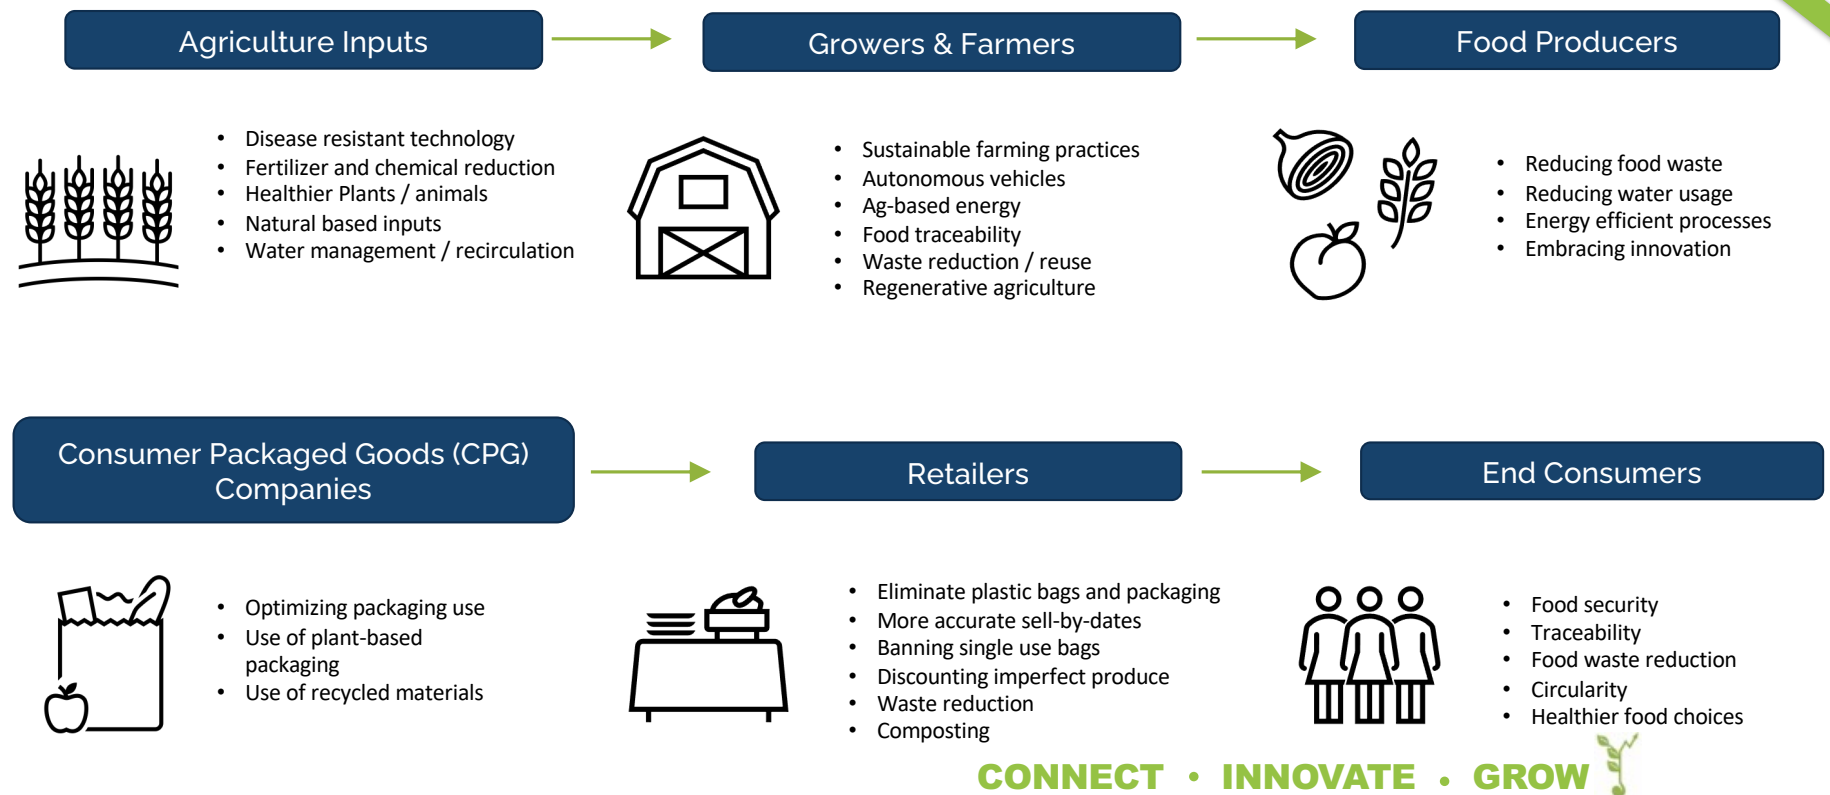 Agriculture Inputs
Growers & Farmers
Food Producers
• Disease resistant technology
• Fertilizer and chemical reduction
• Healthier Plants / animals
• Natural based inputs
• Water management / recirculation
• Sustainable farming practices
• Autonomous vehicles
• Ag-based energy
• Food traceability
• Waste reduction / reuse
• Regenerative agriculture
• Reducing food waste
• Reducing water usage
• Energy efficient processes
• Embracing innovation
Consumer Packaged Goods (CPG)
Companies
Retailers
End Consumers
• Optimizing packaging use
• Use of plant-based
packaging
• Use of recycled materials
• Eliminate plastic bags and packaging
• More accurate sell-by-dates
• Banning single use bags
• Discounting imperfect produce
• Waste reduction
• Composting
• Food security
• Traceability
• Food waste reduction
• Circularity
• Healthier food choices
CONNECT • INNOVATE • GROW